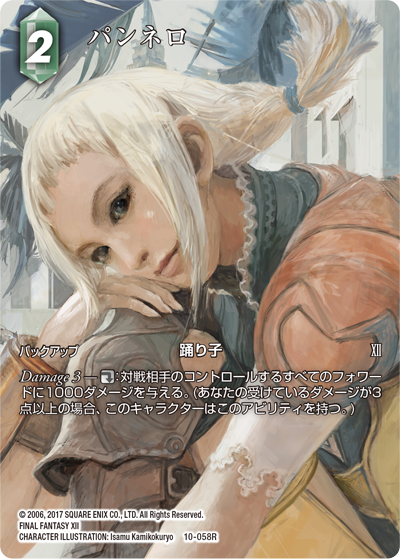 2
パンネロ
バックアップ 踊り子 XII
Damage 3 — :対戦相手のコントロールするすべてのフォワー
ドに1000ダメージを与える。(あなたの受けているダメージが3
点以上の場合、このキャラクターはこのアビリティを持つ。)
© 2006, 2017 SQUARE ENIX CO., LTD. All Rights Reserved.
FINAL FANTASY XII
CHARACTER ILLUSTRATION: Isamu Kamikokuryo 10-058R